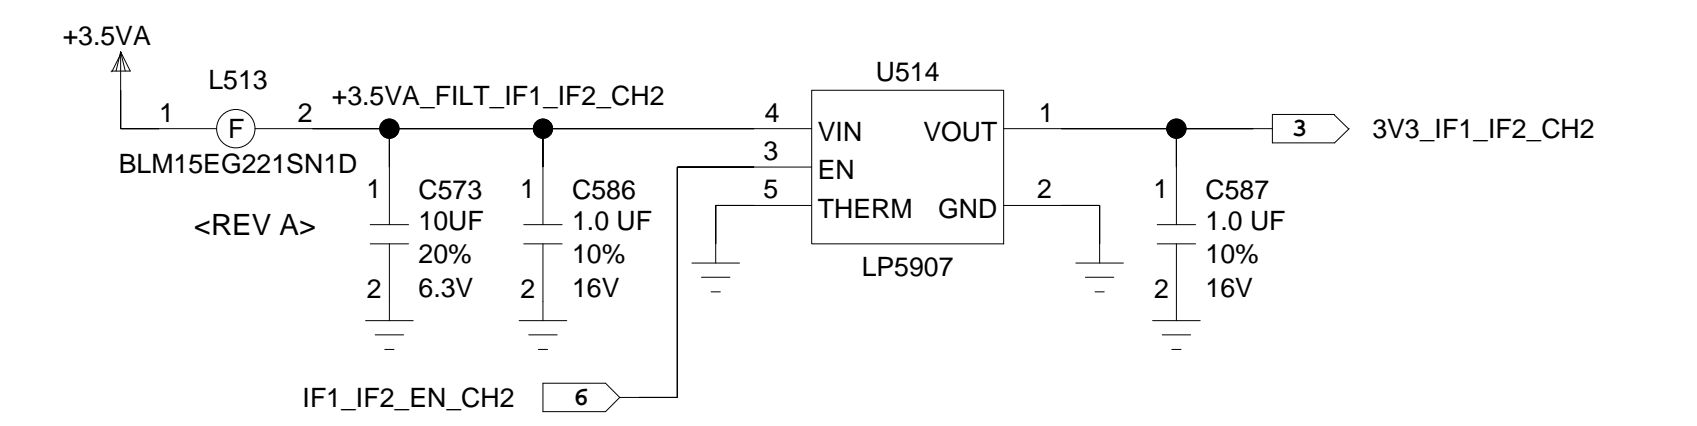 +3.5VA
L513
1
F
2
BLM15EG221SN1D
+3.5VA_FILT_IF1_IF2_CH2
<REV A>
1
C573
10UF
20%
6.3V
2
1
C586
1.0 UF
10%
16V
2
U514
4
VIN
VOUT
1
3
EN
5
THERM
GND
2
LP5907
3
3V3_IF1_IF2_CH2
1
C587
1.0 UF
10%
16V
2
IF1_IF2_EN_CH2
6